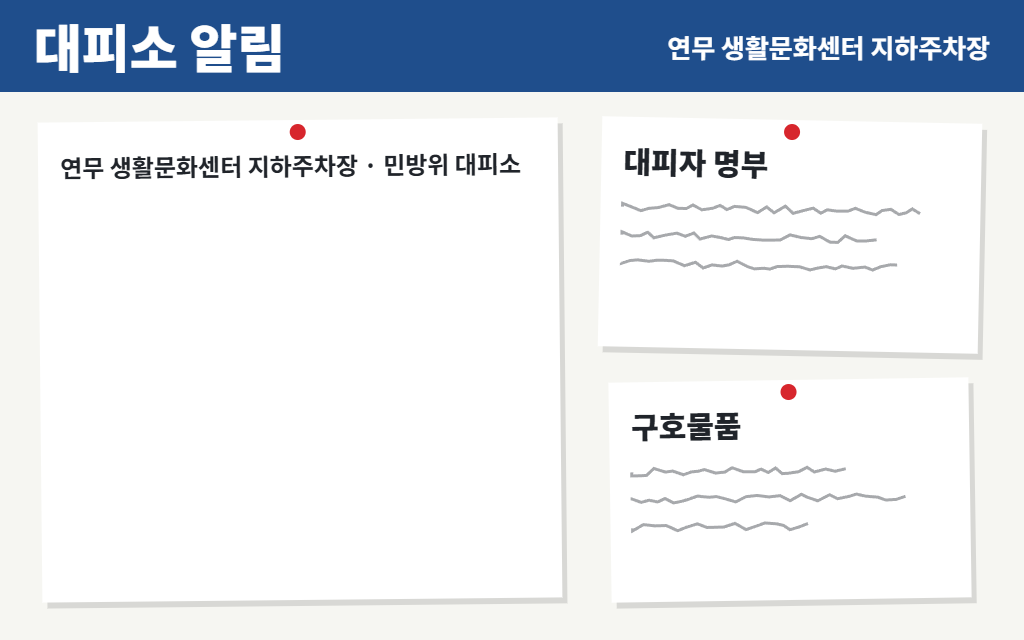 대피소 알림
연무 생활문화센터 지하주차장
연무 생활문화센터 지하주차장 · 민방위 대피소
대피자 명부
구호물품